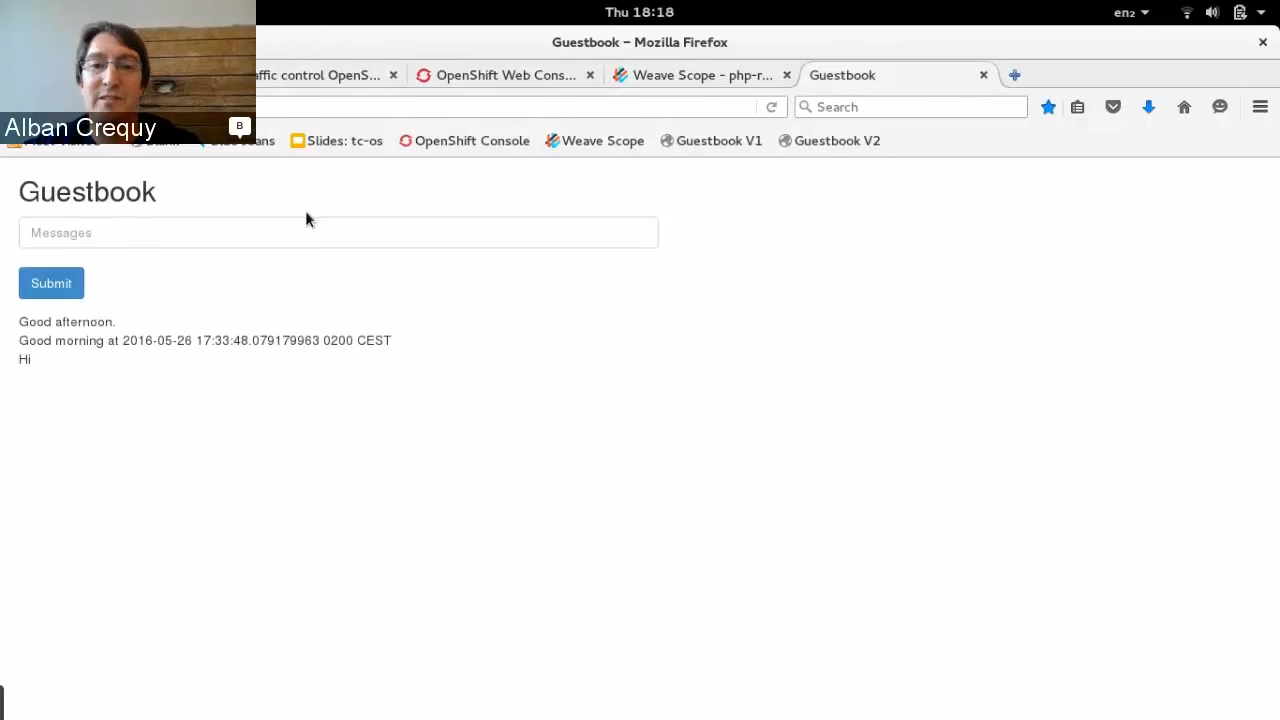 Thu 18:18
en₂
Guestbook – Mozilla Firefox
Alban Crequy
B
affic control OpenS...
OpenShift Web Cons...
Weave Scope - php-r...
Guestbook
Search
Slides: tc-os
OpenShift Console
Weave Scope
Guestbook V1
Guestbook V2
Guestbook
Messages
Submit
Good afternoon.
Good morning at 2016-05-26 17:33:48.079179963 0200 CEST
Hi